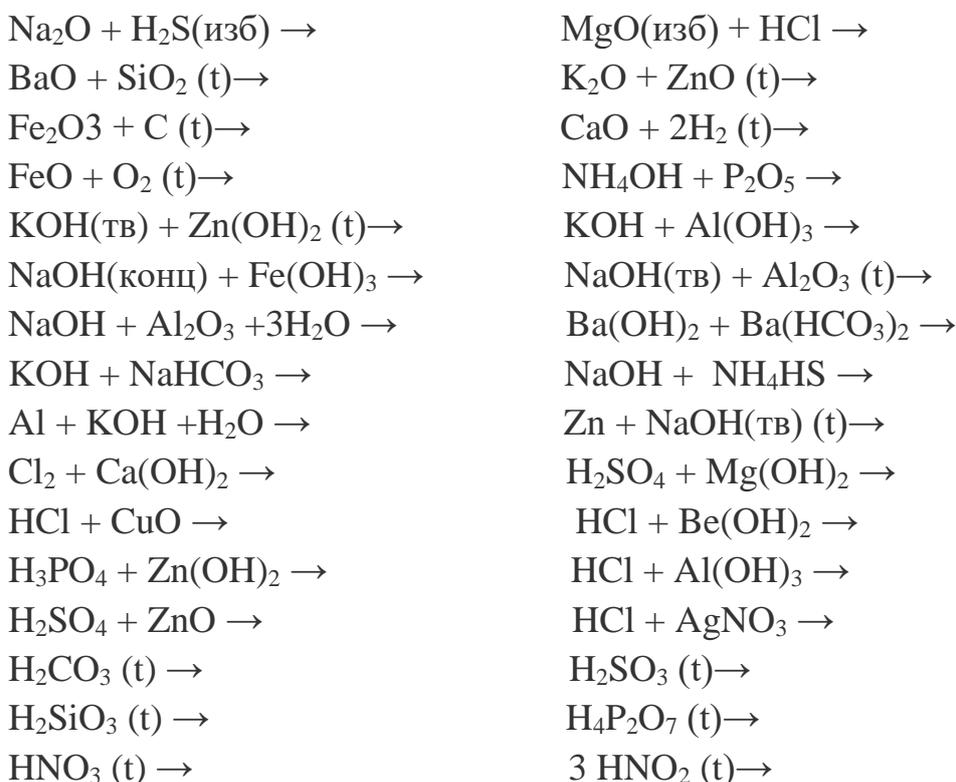 Na₂O + H₂S(изб) → MgO(изб) + HCl →
BaO + SiO₂ (t)→ K₂O + ZnO (t)→
Fe₂O3 + C (t)→ CaO + 2H₂ (t)→
FeO + O₂ (t)→ NH₄OH + P₂O₅ →
KOH(тв) + Zn(OH)₂ (t)→ KOH + Al(OH)₃ →
NaOH(конц) + Fe(OH)₃ → NaOH(тв) + Al₂O₃ (t)→
NaOH + Al₂O₃ +3H₂O → Ba(OH)₂ + Ba(HCO₃)₂ →
KOH + NaHCO₃ → NaOH + NH₄HS →
Al + KOH +H₂O → Zn + NaOH(тв) (t)→
Cl₂ + Ca(OH)₂ → H₂SO₄ + Mg(OH)₂ →
HCl + CuO → HCl + Be(OH)₂ →
H₃PO₄ + Zn(OH)₂ → HCl + Al(OH)₃ →
H₂SO₄ + ZnO → HCl + AgNO₃ →
H₂CO₃ (t) → H₂SO₃ (t)→
H₂SiO₃ (t) → H₄P₂O₇ (t)→
HNO₃ (t) → 3 HNO₂ (t)→